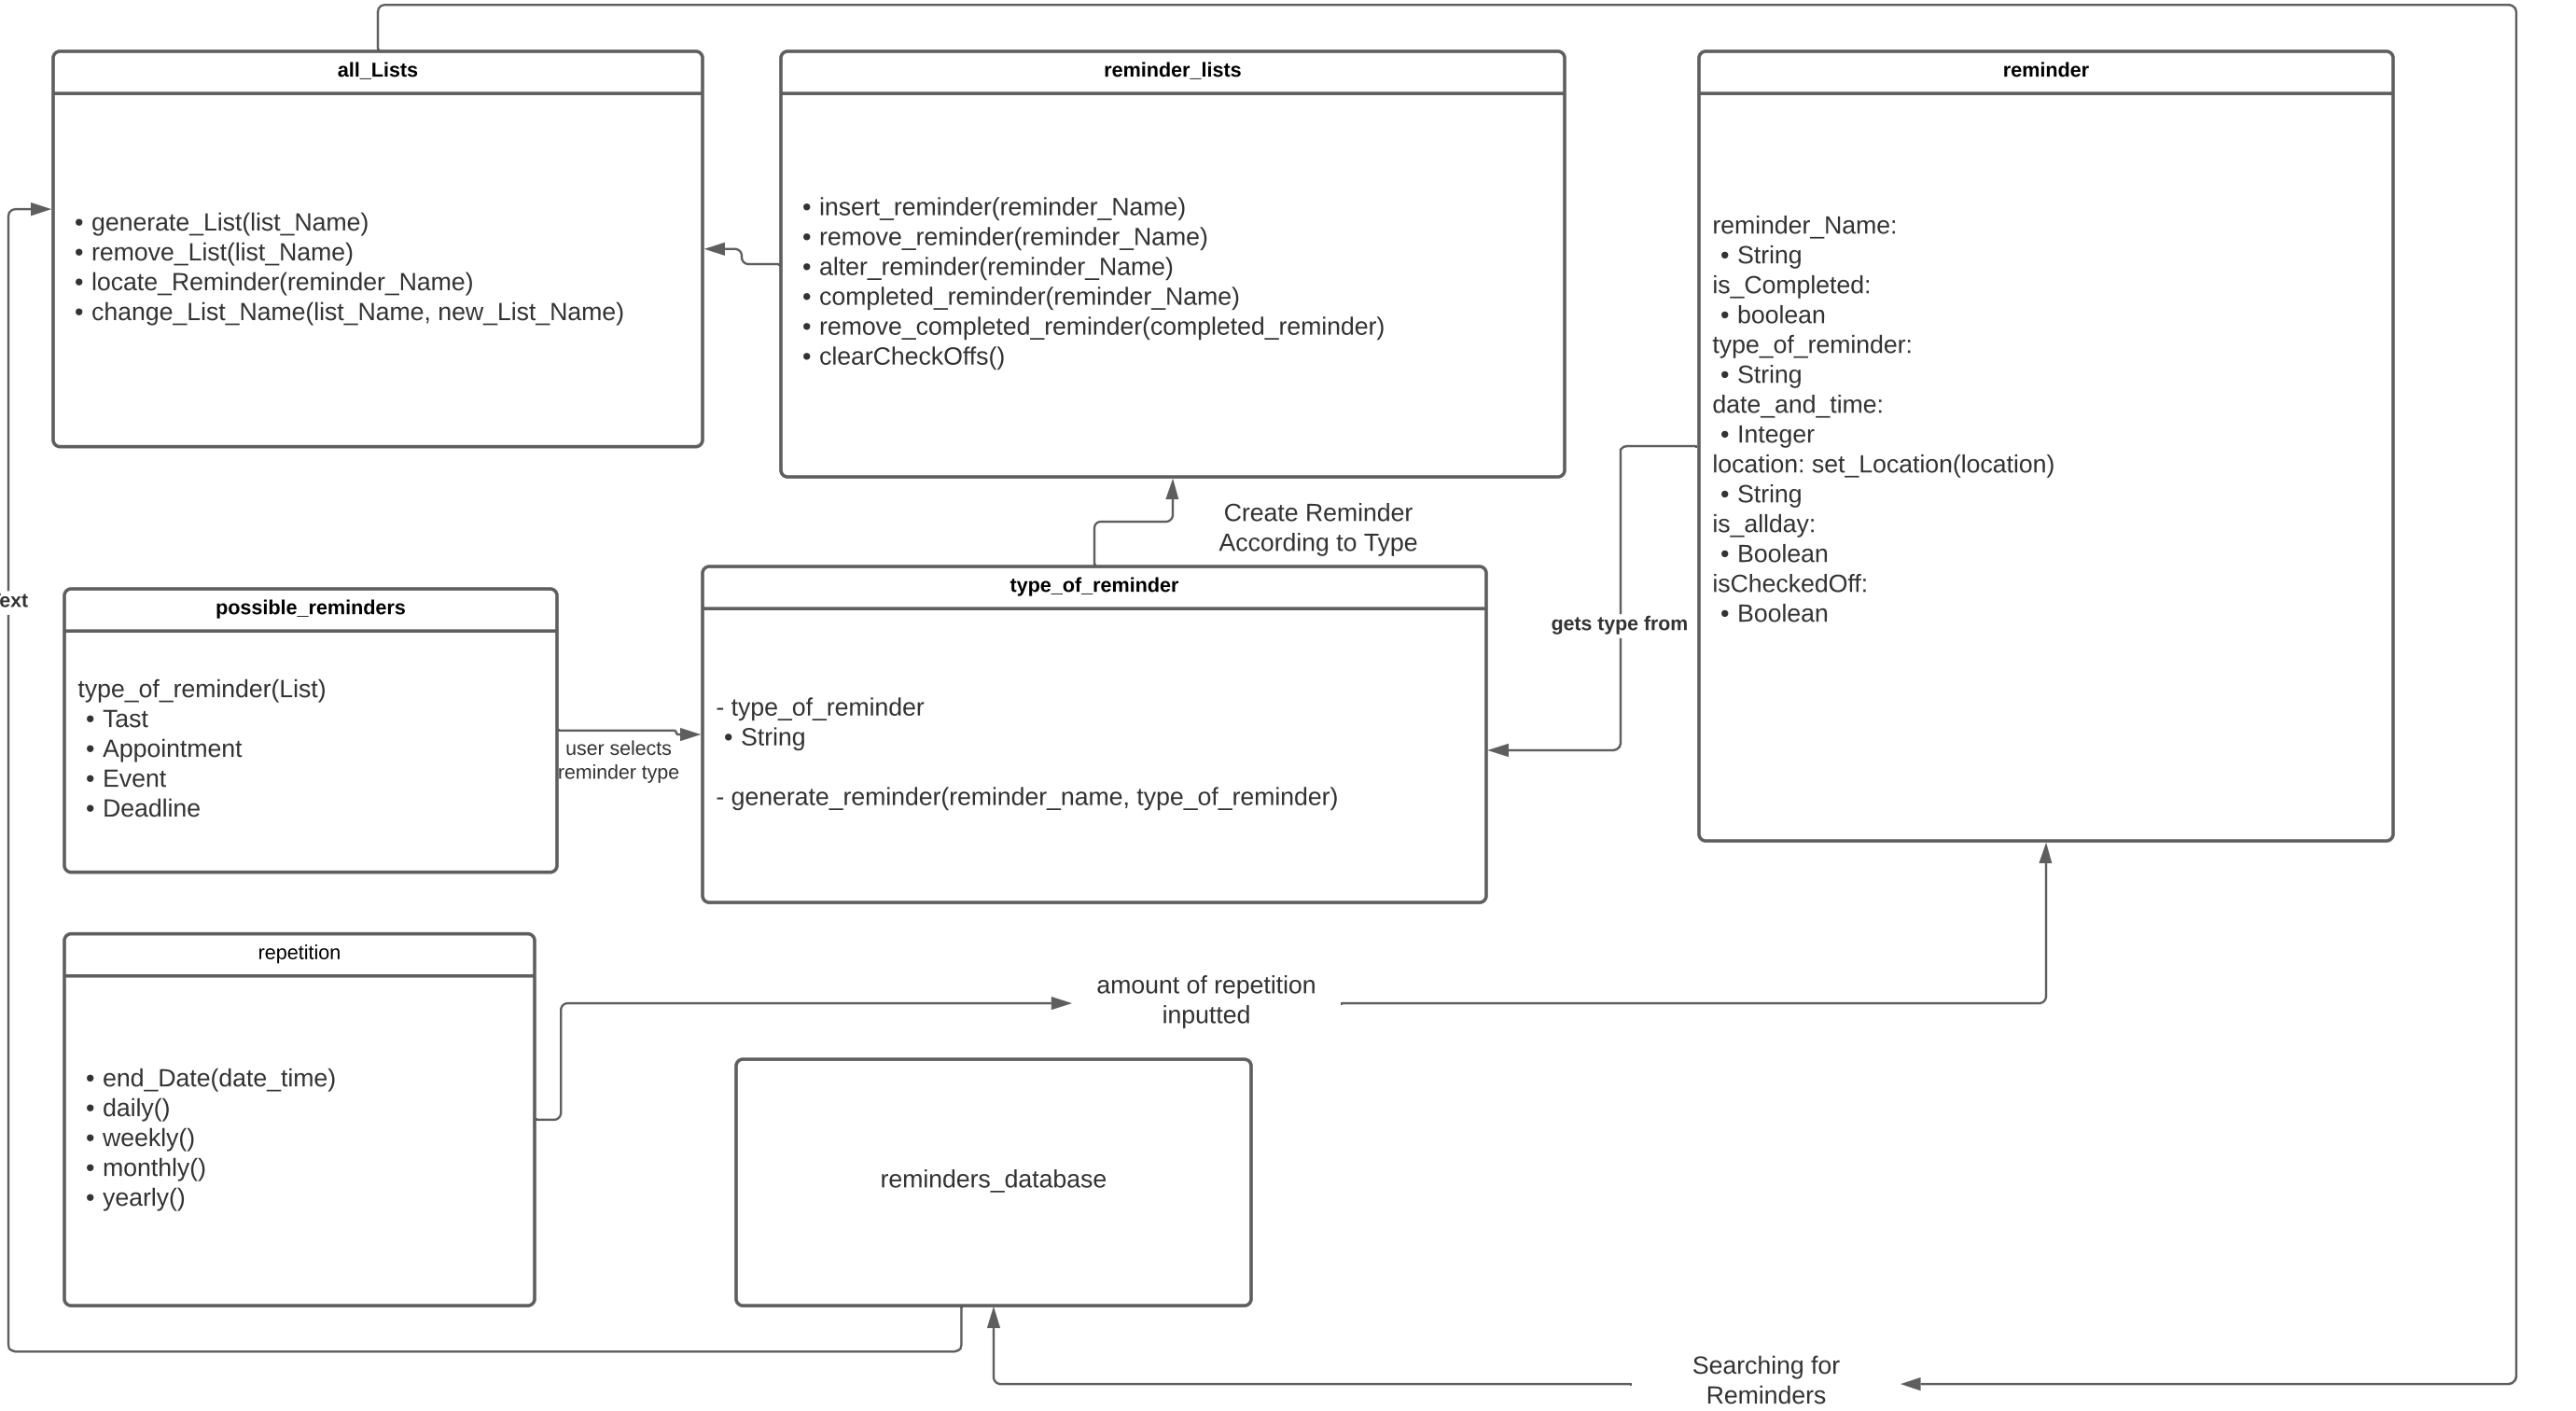 all_Lists
• generate_List(list_Name)
• remove_List(list_Name)
• locate_Reminder(reminder_Name)
• change_List_Name(list_Name, new_List_Name)
reminder_lists
• insert_reminder(reminder_Name)
• remove_reminder(reminder_Name)
• alter_reminder(reminder_Name)
• completed_reminder(reminder_Name)
• remove_completed_reminder(completed_reminder)
• clearCheckOffs()
reminder
reminder_Name:
• String
is_Completed:
• boolean
type_of_reminder:
• String
date_and_time:
• Integer
location: set_Location(location)
• String
is_allday:
• Boolean
isCheckedOff:
• Boolean
Create Reminder
According to Type
ext
possible_reminders
type_of_reminder(List)
• Tast
• Appointment
• Event
• Deadline
user selects
reminder type
type_of_reminder
- type_of_reminder
• String
- generate_reminder(reminder_name, type_of_reminder)
gets type from
repetition
• end_Date(date_time)
• daily()
• weekly()
• monthly()
• yearly()
amount of repetition
inputted
reminders_database
Searching for
Reminders